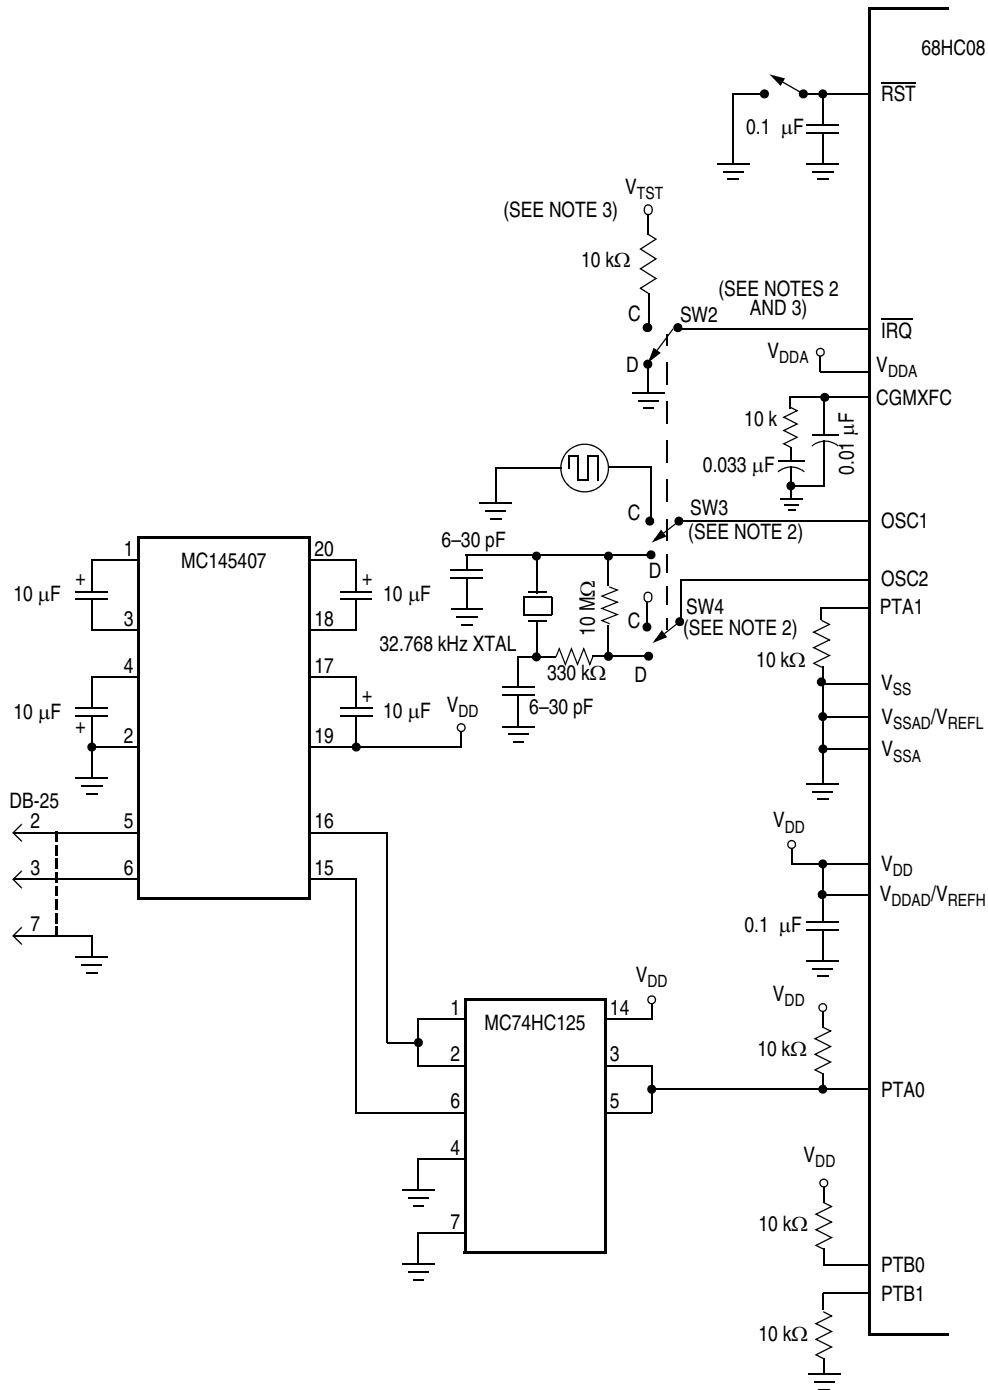 68HC08
RST
0.1 μF
VTST
(SEE NOTE 3)
10 kΩ
C
SW2
(SEE NOTES 2
AND 3)
IRQ
D
VDDA
VDDA
CGMXFC
10 k
0.01 μF
0.033 μF
C
SW3
(SEE NOTE 2)
OSC1
D
6–30 pF
10 MΩ
C
SW4
(SEE NOTE 2)
OSC2
PTA1
32.768 kHz XTAL
330 kΩ
D
6–30 pF
10 kΩ
VSS
VSSAD/VREFL
VSSA
MC145407
1
20
10 μF
+
+
10 μF
3
18
4
17
10 μF
+
+
10 μF
VDD
2
19
DB-25
2
5
16
3
6
15
7
VDD
VDD
VDDAD/VREFH
0.1 μF
MC74HC125
1
14
VDD
2
3
6
5
4
7
VDD
10 kΩ
PTA0
VDD
10 kΩ
PTB0
PTB1
10 kΩ